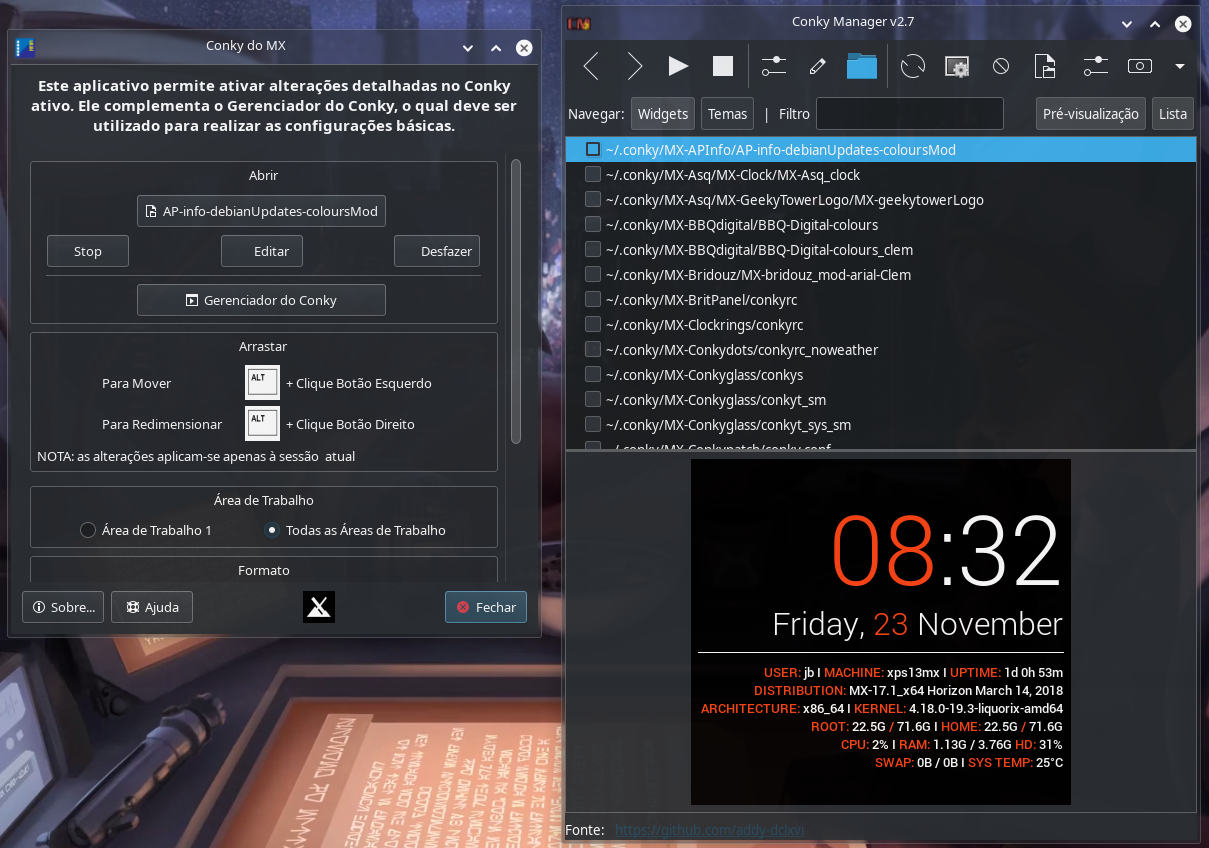 Conky do MX
Este aplicativo permite ativar alterações detalhadas no Conky
ativo. Ele complementa o Gerenciador do Conky, o qual deve ser
utilizado para realizar as configurações básicas.
Abrir
AP-info-debianUpdates-coloursMod
Stop
Editar
Desfazer
Gerenciador do Conky
Arrastar
Para Mover ALT + Clique Botão Esquerdo
Para Redimensionar ALT + Clique Botão Direito
NOTA: as alterações aplicam-se apenas à sessão  atual
Área de Trabalho
Área de Trabalho 1
Todas as Áreas de Trabalho
Formato
Sobre...
Ajuda
Fechar
Conky Manager v2.7
Navegar: Widgets Temas | Filtro Pré-visualização Lista
~/.conky/MX-APInfo/AP-info-debianUpdates-coloursMod
~/.conky/MX-Asq/MX-Clock/MX-Asq_clock
~/.conky/MX-Asq/MX-GeekyTowerLogo/MX-geekytowerLogo
~/.conky/MX-BBQdigital/BBQ-Digital-colours
~/.conky/MX-BBQdigital/BBQ-Digital-colours_clem
~/.conky/MX-Bridouz/MX-bridouz_mod-arial-Clem
~/.conky/MX-BritPanel/conkyrc
~/.conky/MX-Clockrings/conkyrc
~/.conky/MX-Conkydots/conkyrc_noweather
~/.conky/MX-Conkyglass/conkys
~/.conky/MX-Conkyglass/conkyt_sm
~/.conky/MX-Conkyglass/conkyt_sys_sm
08:32
Friday, 23 November
USER: jb I MACHINE: xps13mx I UPTIME: 1d 0h 53m
DISTRIBUTION: MX-17.1_x64 Horizon March 14, 2018
ARCHITECTURE: x86_64 I KERNEL: 4.18.0-19.3-liquorix-amd64
ROOT: 22.5G / 71.6G I HOME: 22.5G / 71.6G
CPU: 2% I RAM: 1.13G / 3.76G HD: 31%
SWAP: 0B / 0B I SYS TEMP: 25°C
Fonte: https://github.com/addy-dclxvi